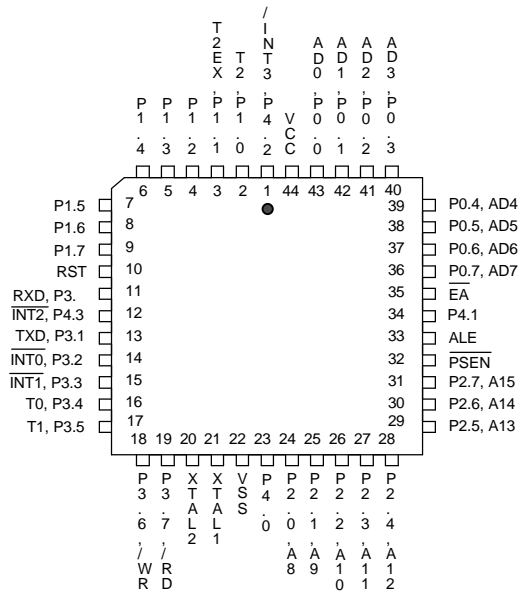 P1.4
P1.3
P1.2
T2EX,P1.1
T2,P1.0
/INT3,P4.2
VCC
AD0,P0.0
AD1,P0.1
AD2,P0.2
AD3,P0.3
6 5 4 3 2 1 44 43 42 41 40
P1.5 7
P1.6 8
P1.7 9
RST 10
RXD, P3. 11
INT2, P4.3 12
TXD, P3.1 13
INT0, P3.2 14
INT1, P3.3 15
T0, P3.4 16
T1, P3.5 17
39 P0.4, AD4
38 P0.5, AD5
37 P0.6, AD6
36 P0.7, AD7
35 EA
34 P4.1
33 ALE
32 PSEN
31 P2.7, A15
30 P2.6, A14
29 P2.5, A13
18 19 20 21 22 23 24 25 26 27 28
P3.6,/WR
P3.7,/RD
XTAL2
XTAL1
VSS
P4.0
P2.0,A8
P2.1,A9
P2.2,A10
P2.3,A11
P2.4,A12